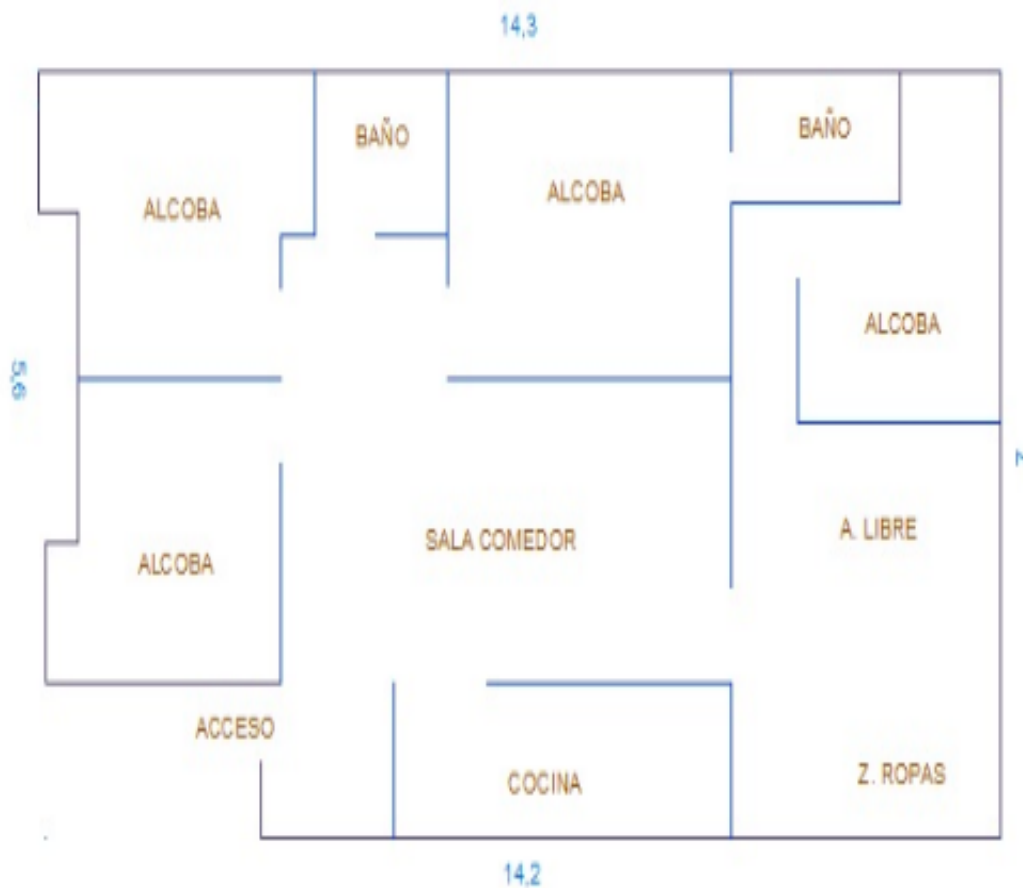 14,3
BAÑO
BAÑO
ALCOBA
ALCOBA
ALCOBA
5,6
SALA COMEDOR
A. LIBRE
ALCOBA
ACCESO
COCINA
Z. ROPAS
14,2